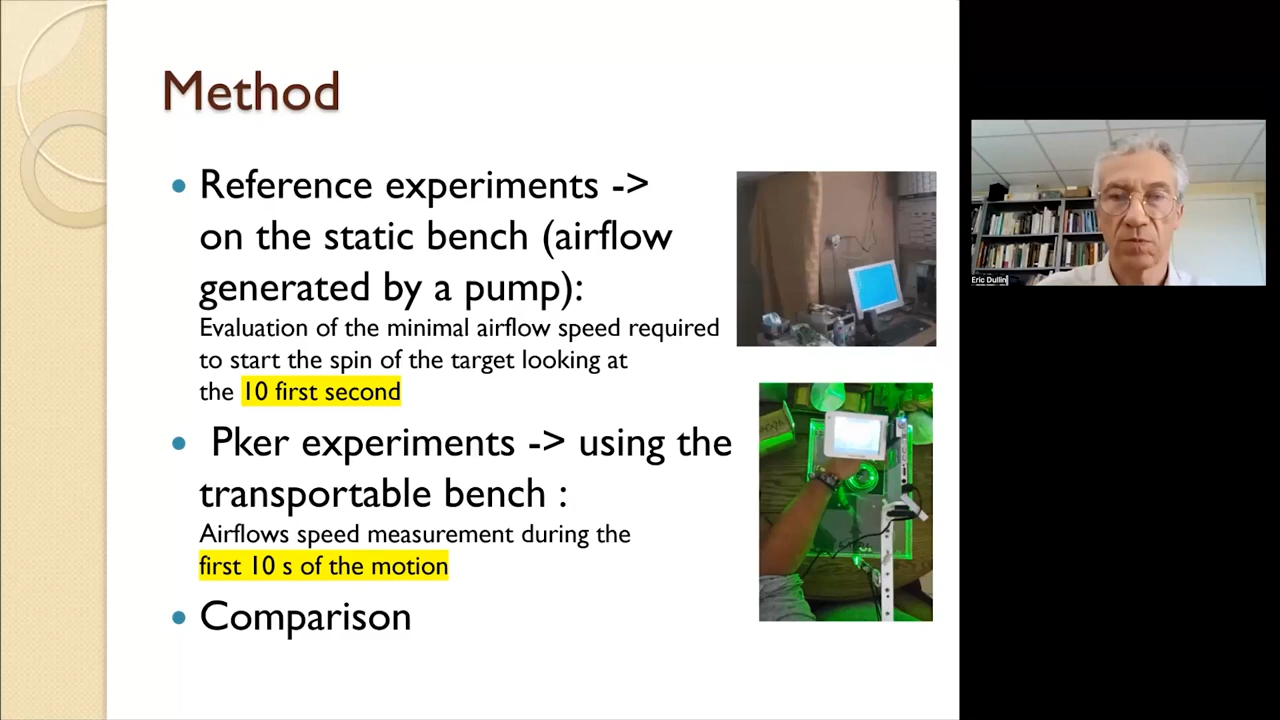 Method
Reference experiments ->
on the static bench (airflow
generated by a pump):
Evaluation of the minimal airflow speed required
to start the spin of the target looking at
the 10 first second
Pker experiments -> using the
transportable bench :
Airflows speed measurement during the
first 10 s of the motion
Comparison
Eric Dullin